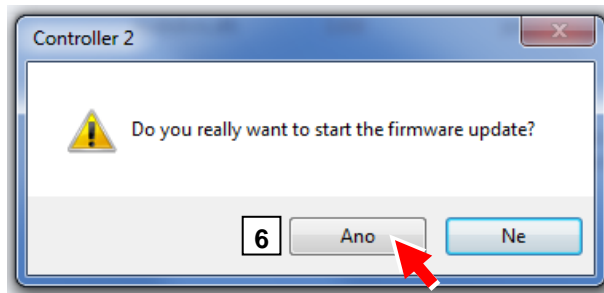 Controller 2
Do you really want to start the firmware update?
6 Ano Ne